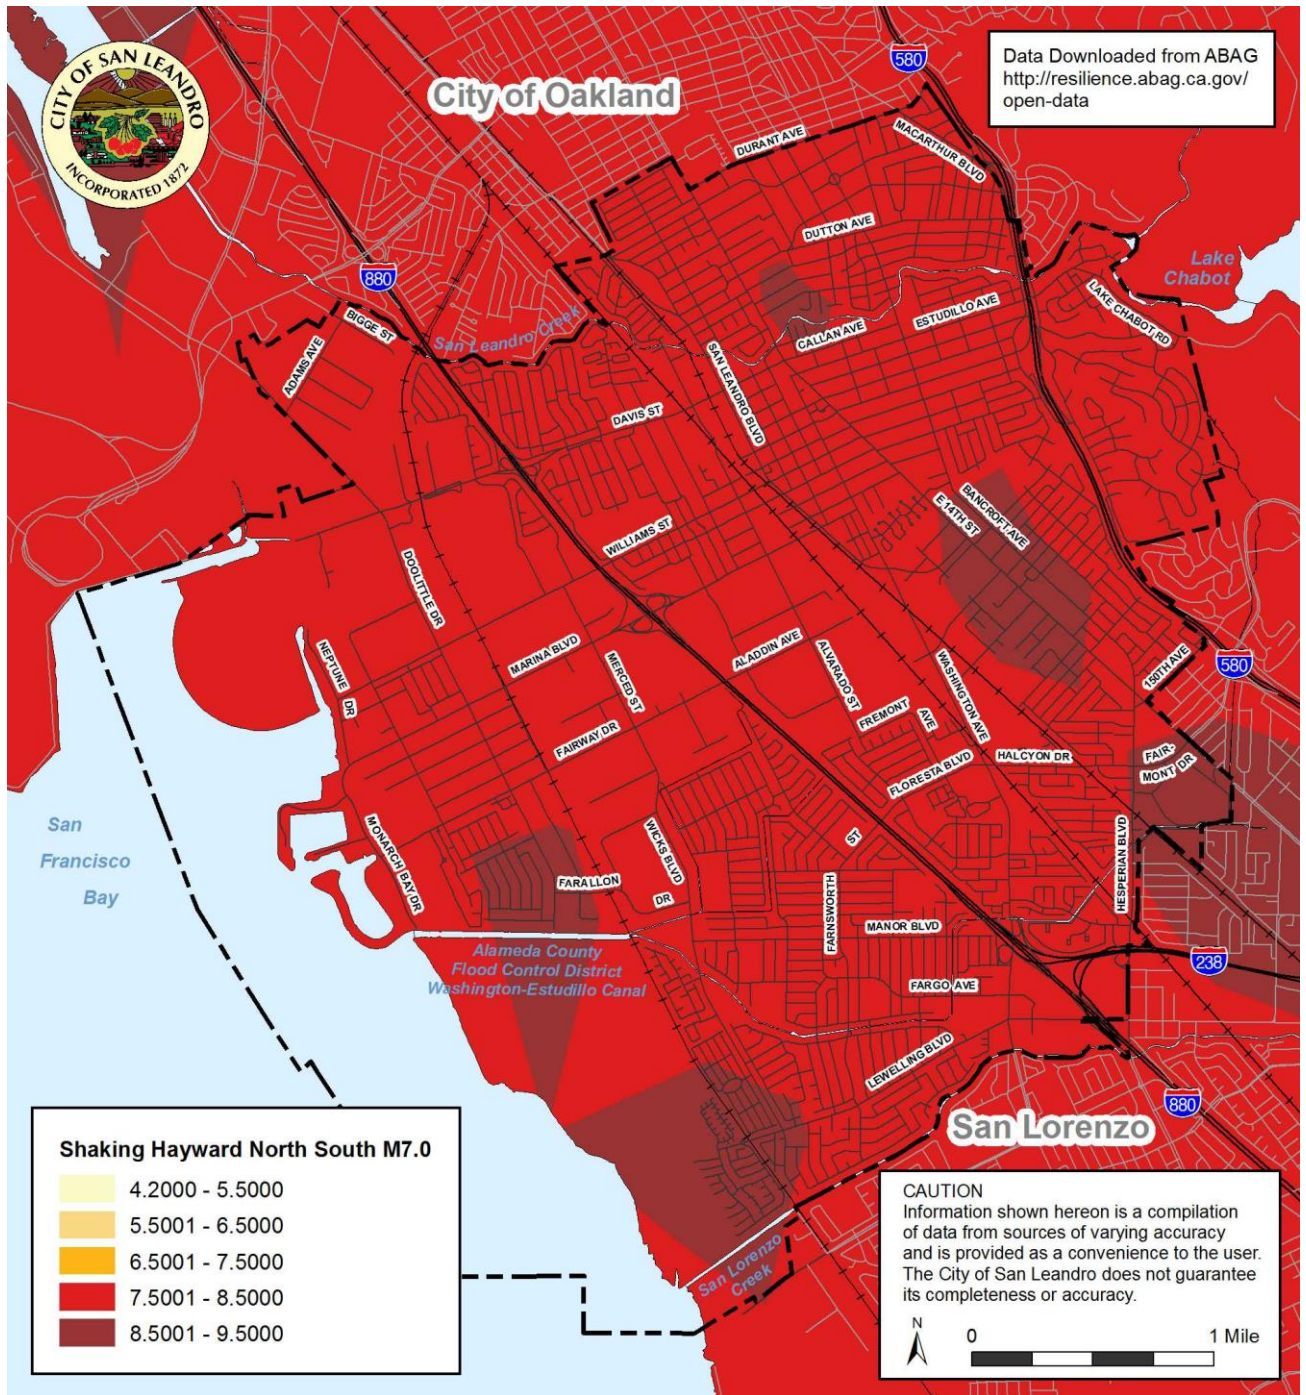 CITY OF SAN LEANDRO
INCORPORATED 1872
City of Oakland
580
Data Downloaded from ABAG
http://resilience.abag.ca.gov/
open-data
DURANT AVE
MACARTHUR BLVD
DUTTON AVE
Lake
Chabot
880
BIGGE ST
San Leandro Creek
ADAMS AVE
CALLAN AVE
ESTUDILLO AVE
LAKE CHABOT RD
SAN LEANDRO BLVD
DAVIS ST
BANCROFT AVE
E 14TH ST
WILLIAMS ST
DOOLITTLE DR
NEPTUNE DR
MARINA BLVD
MERCED ST
ALADDIN AVE
ALVARADO ST
WASHINGTON AVE
150TH AVE
580
FREMONT AVE
FAIRWAY DR
FLORESTA BLVD
HALCYON DR
FAIR-
MONT DR
San
Francisco
Bay
MONARCH BAY DR
WICKS BLVD
FARALLON DR
FARNSWORTH ST
MANOR BLVD
HESPERIAN BLVD
Alameda County
Flood Control District
Washington-Estudillo Canal
238
FARGO AVE
LEWELLING BLVD
880
San Lorenzo
San Lorenzo
Creek
Shaking Hayward North South M7.0
4.2000 - 5.5000
5.5001 - 6.5000
6.5001 - 7.5000
7.5001 - 8.5000
8.5001 - 9.5000
CAUTION
Information shown hereon is a compilation
of data from sources of varying accuracy
and is provided as a convenience to the user.
The City of San Leandro does not guarantee
its completeness or accuracy.
N
0
1 Mile